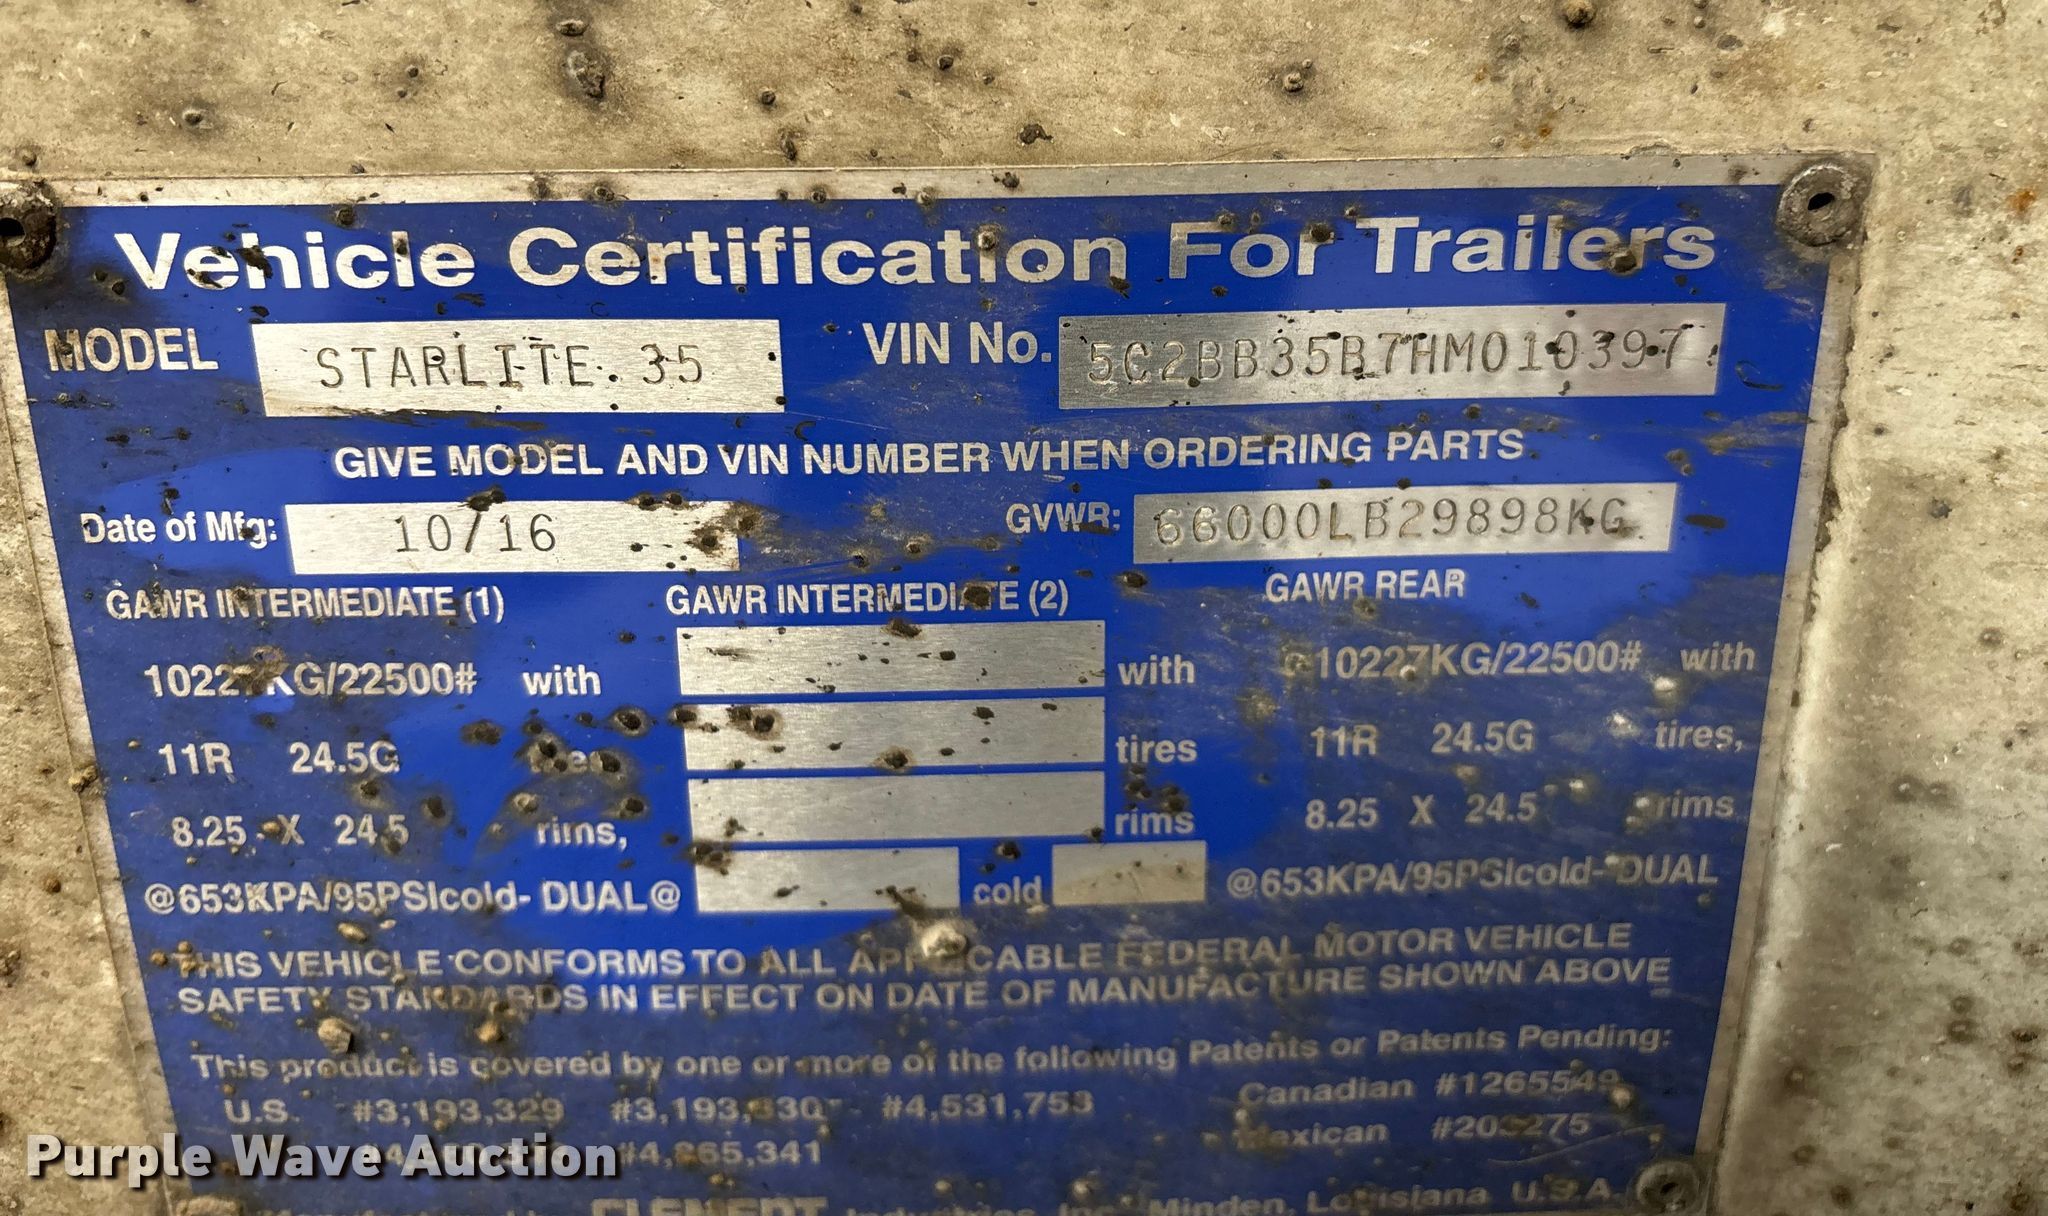 Vehicle Certification For Trailers
MODEL STARLITE 35 VIN No. 5C2BB35B7HM010397
GIVE MODEL AND VIN NUMBER WHEN ORDERING PARTS
Date of Mfg: 10/16 GVWR: 66000LB29898KG
GAWR INTERMEDIATE (1) GAWR INTERMEDIATE (2) GAWR REAR
10227KG/22500# with with 10227KG/22500# with
11R 24.5G tires tires 11R 24.5G tires,
8.25 X 24.5 rims, rims 8.25 X 24.5 rims
@653KPA/95PSIcold- DUAL@ cold @653KPA/95PSIcold- DUAL
THIS VEHICLE CONFORMS TO ALL APPLICABLE FEDERAL MOTOR VEHICLE
SAFETY STANDARDS IN EFFECT ON DATE OF MANUFACTURE SHOWN ABOVE
This product is covered by one or more of the following Patents or Patents Pending:
U.S. #3,193,329 #4,531,753 Canadian #1265549
Mexican
Minden, Louisiana U.S.A.
Purple Wave Auction